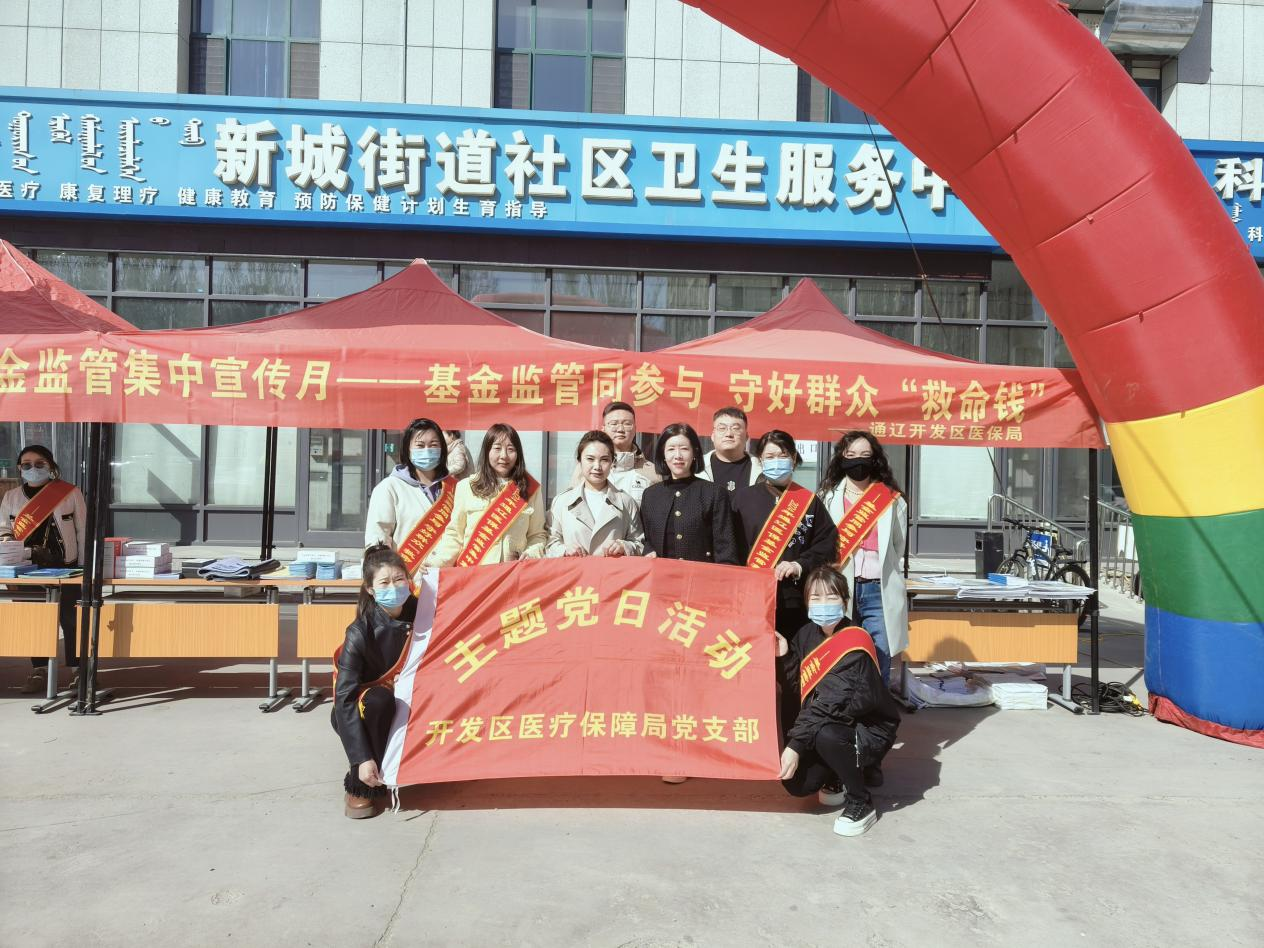 新城街道社区卫生服务中
科
医疗 康复理疗 健康教育 预防保健计划生育指导
科
金监管集中宣传月——基金监管同参与 守好群众“救命钱”
——通辽开发区医保局
出口
主题党日活动
开发区医疗保障局党支部